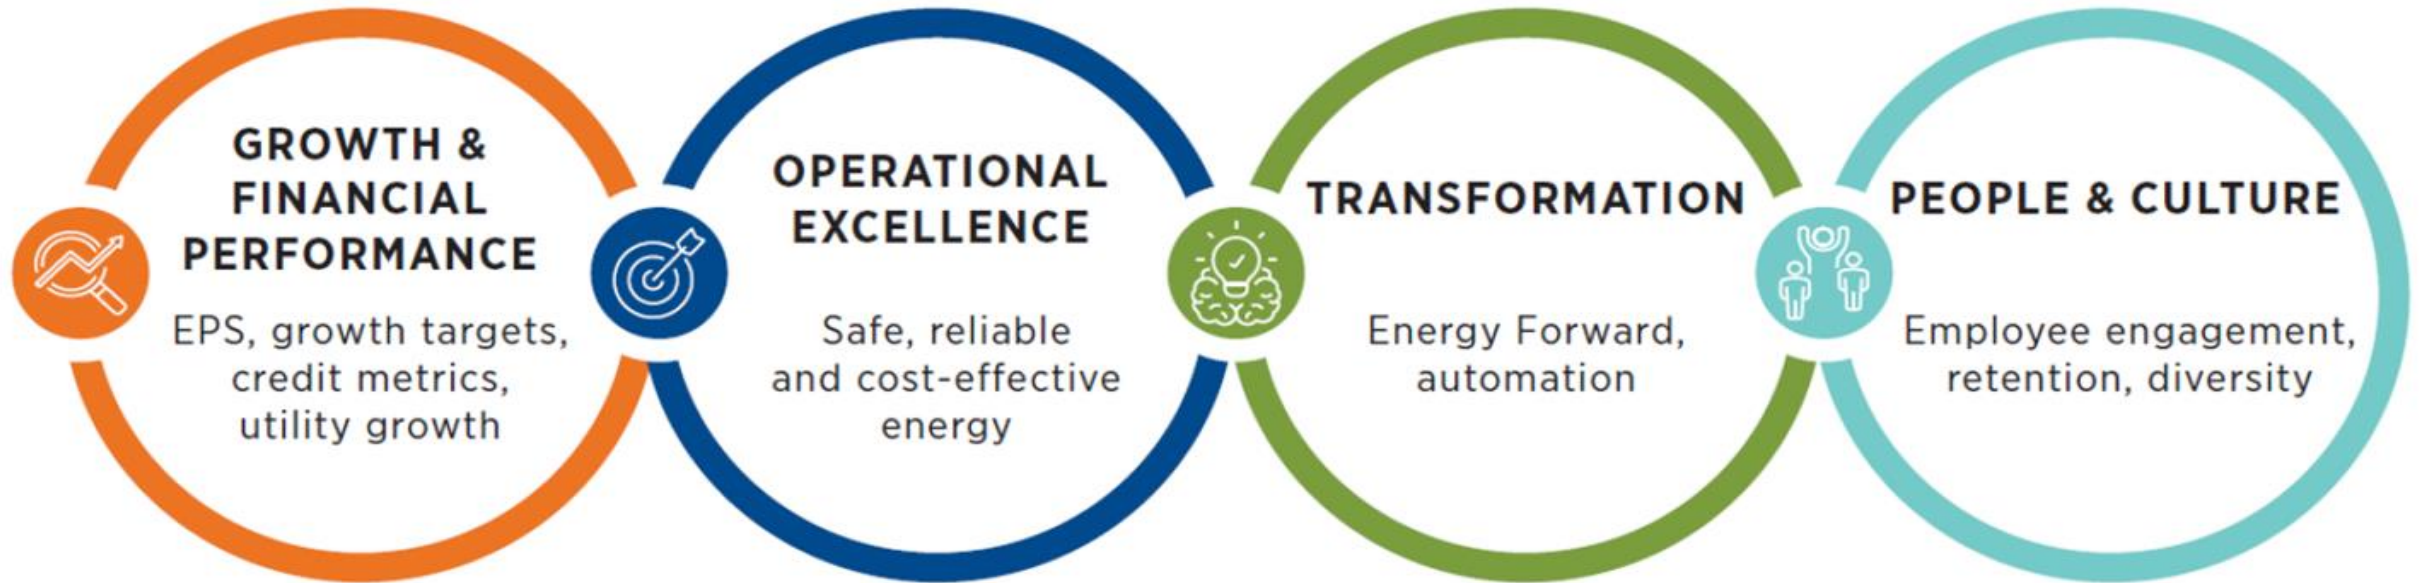 GROWTH &
FINANCIAL
PERFORMANCE
EPS, growth targets,
credit metrics,
utility growth
OPERATIONAL
EXCELLENCE
Safe, reliable
and cost-effective
energy
TRANSFORMATION
Energy Forward,
automation
PEOPLE & CULTURE
Employee engagement,
retention, diversity